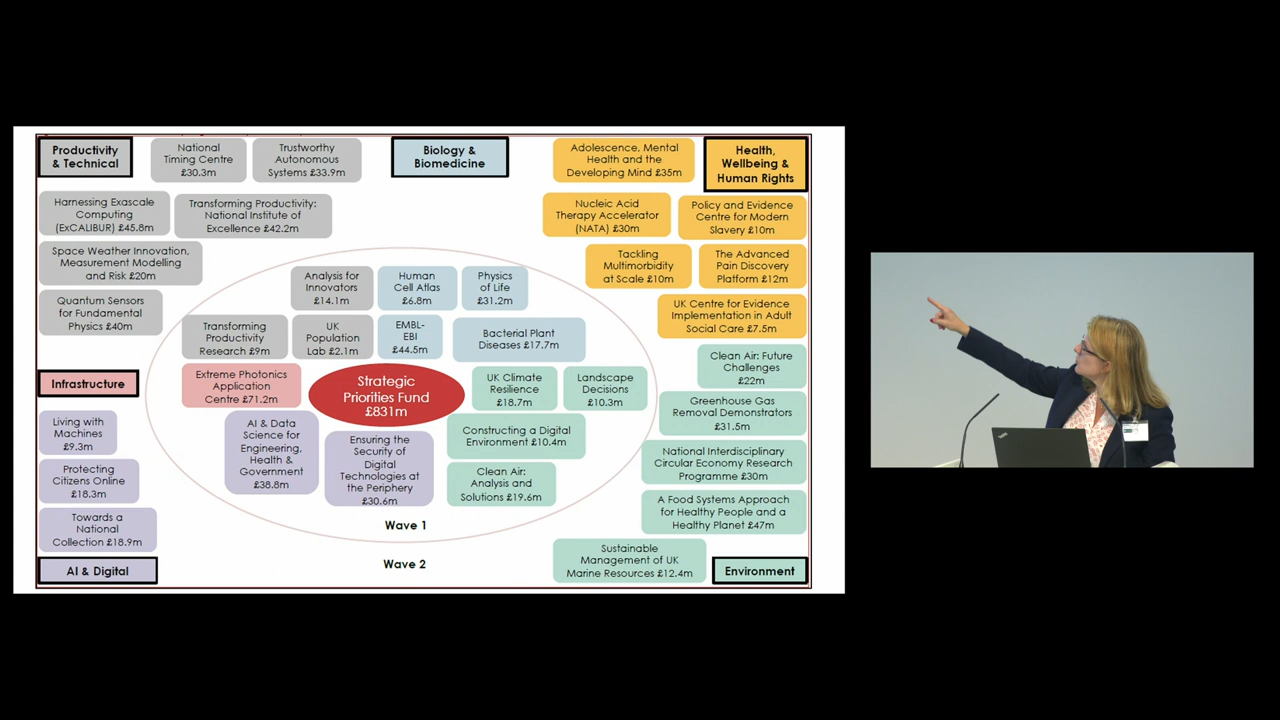 Productivity
& Technical
National
Timing Centre
£30.3m
Trustworthy
Autonomous
Systems £33.9m
Biology &
Biomedicine
Adolescence, Mental
Health and the
Developing Mind £35m
Health,
Wellbeing &
Human Rights
Harnessing Exascale
Computing
(ExCALIBUR) £45.8m
Transforming Productivity:
National Institute of
Excellence £42.2m
Nucleic Acid
Therapy Accelerator
(NATA) £30m
Policy and Evidence
Centre for Modern
Slavery £10m
Space Weather Innovation,
Measurement Modelling
and Risk £20m
Tackling
Multimorbidity
at Scale £10m
The Advanced
Pain Discovery
Platform £12m
Analysis for
Innovators
£14.1m
Human
Cell Atlas
£6.8m
Physics
of Life
£31.2m
Quantum Sensors
for Fundamental
Physics £40m
UK Centre for Evidence
Implementation in Adult
Social Care £7.5m
Transforming
Productivity
Research £9m
UK
Population
Lab £2.1m
EMBL-
EBI
£44.5m
Bacterial Plant
Diseases £17.7m
Clean Air: Future
Challenges
£22m
Infrastructure
Extreme Photonics
Application
Centre £71.2m
Strategic
Priorities Fund
£831m
UK Climate
Resilience
£18.7m
Landscape
Decisions
£10.3m
Greenhouse Gas
Removal Demonstrators
£31.5m
Living with
Machines
£9.3m
AI & Data
Science for
Engineering,
Health &
Government
£38.8m
Ensuring the
Security of
Digital
Technologies at
the Periphery
£30.6m
Constructing a Digital
Environment £10.4m
National Interdisciplinary
Circular Economy Research
Programme £30m
Protecting
Citizens Online
£18.3m
Clean Air:
Analysis and
Solutions £19.6m
A Food Systems Approach
for Healthy People and a
Healthy Planet £47m
Towards a
National
Collection £18.9m
Wave 1
Wave 2
Sustainable
Management of UK
Marine Resources £12.4m
AI & Digital
Environment